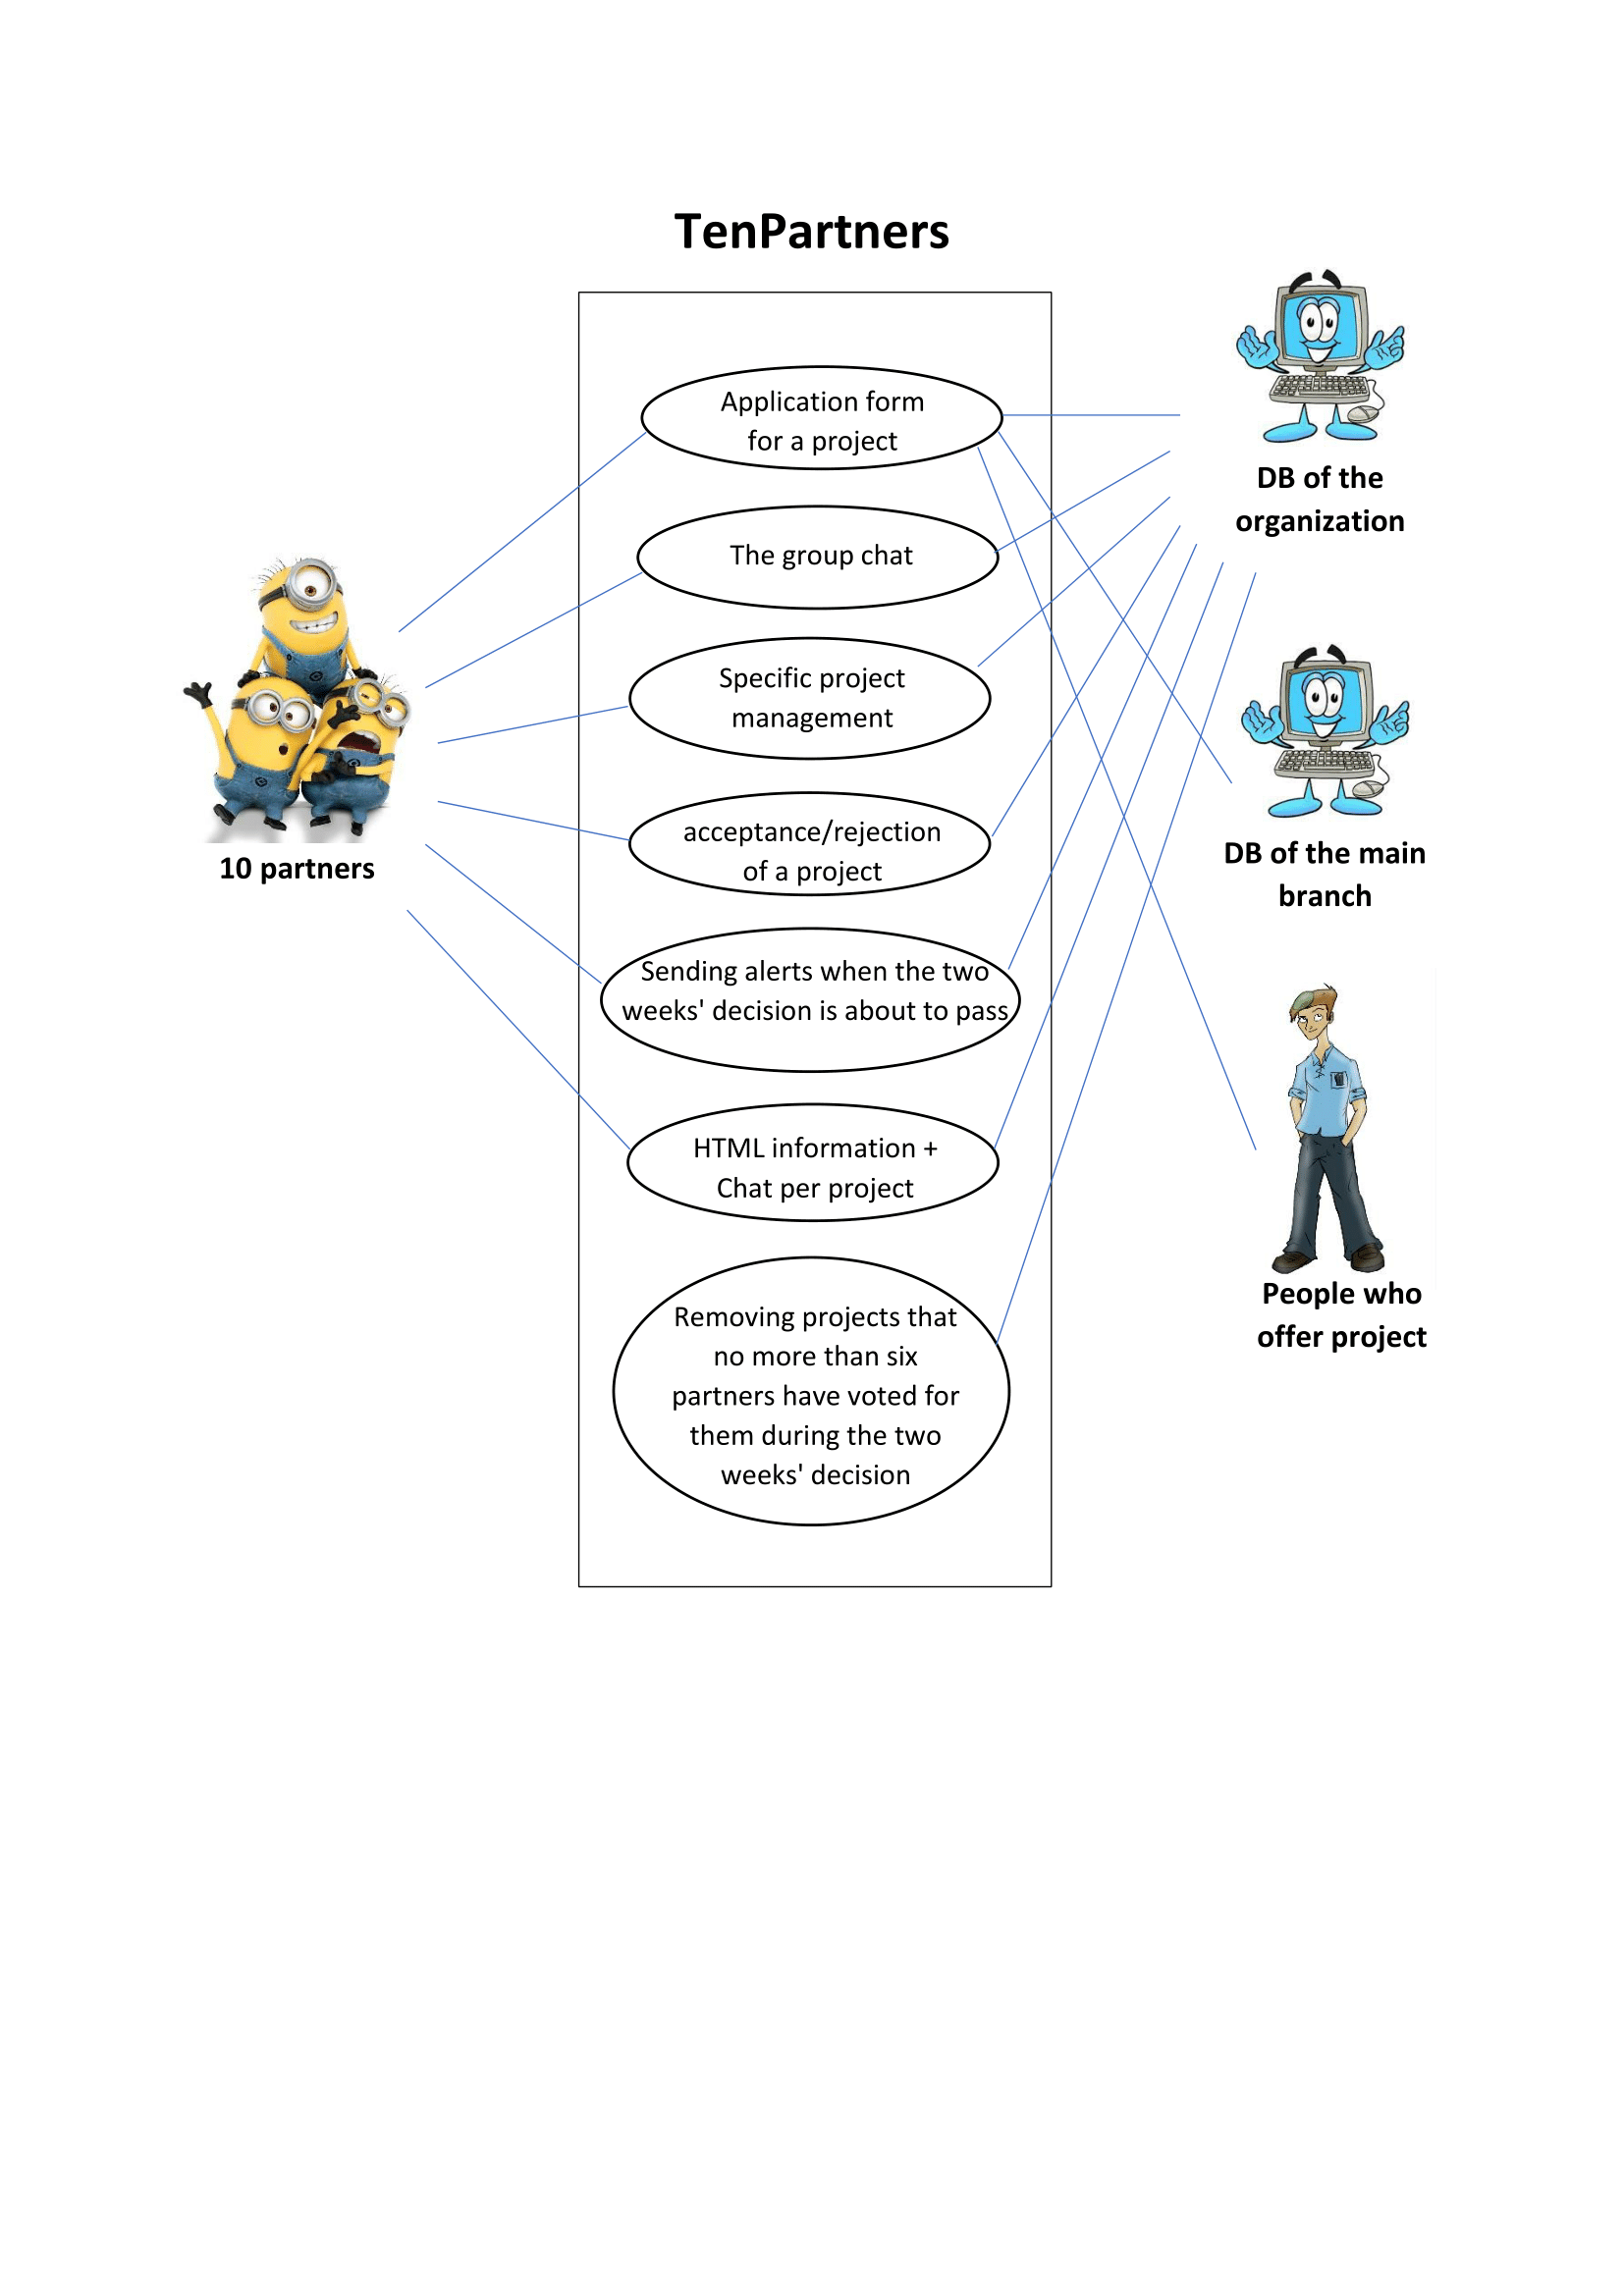 TenPartners
Application form
for a project
The group chat
Specific project
management
acceptance/rejection
of a project
Sending alerts when the two
weeks' decision is about to pass
HTML information +
Chat per project
Removing projects that
no more than six
partners have voted for
them during the two
weeks' decision
10 partners
DB of the
organization
DB of the main
branch
People who
offer project